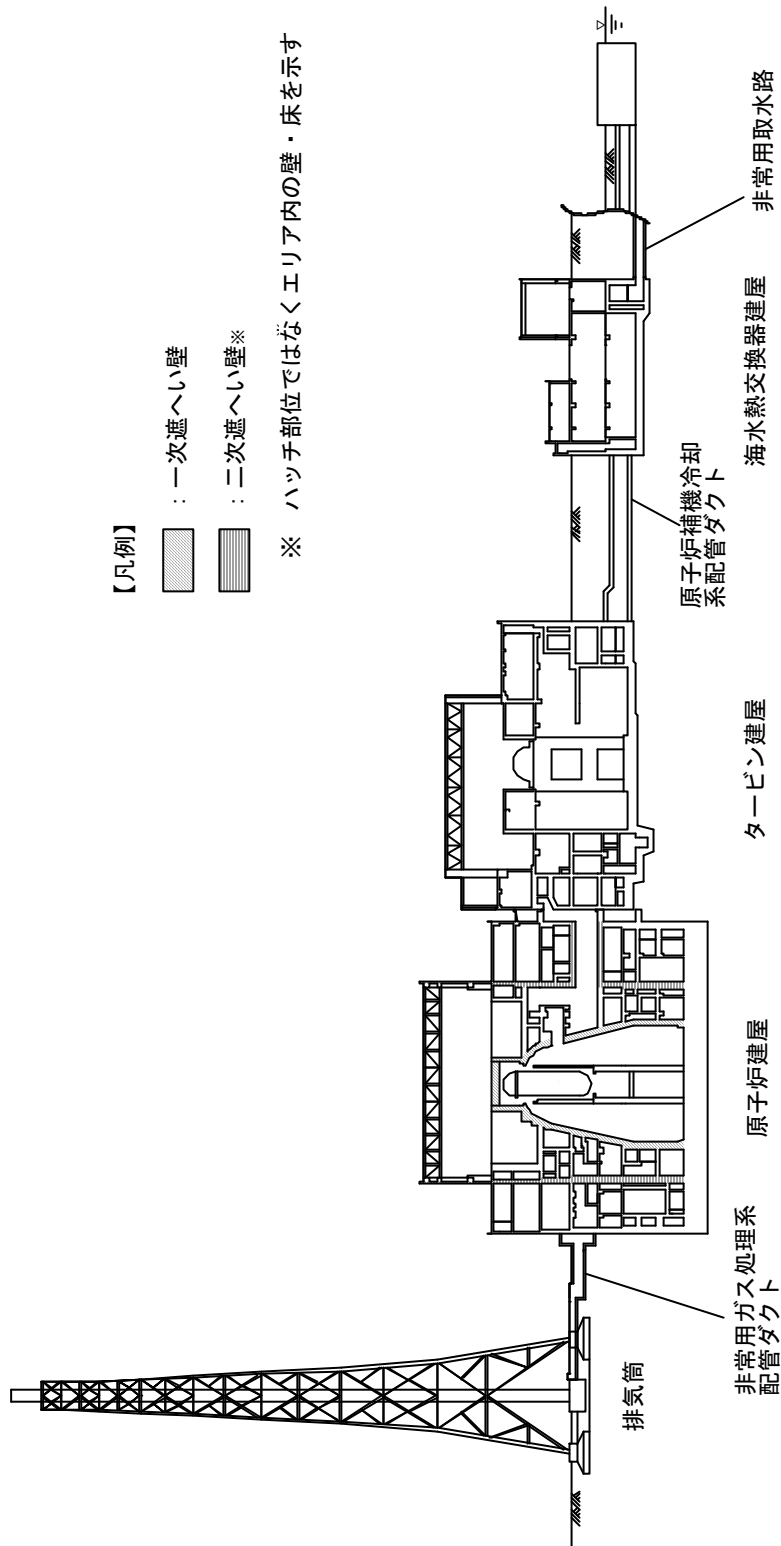 【凡例】
：一次遮へい壁
：二次遮へい壁※
※ ハッチ部位ではなくエリア内の壁・床を示す
排気筒
非常用ガス処理系
配管ダクト
原子炉建屋
タービン建屋
原子炉補機冷却
系配管ダクト
海水熱交換器建屋
非常用取水路